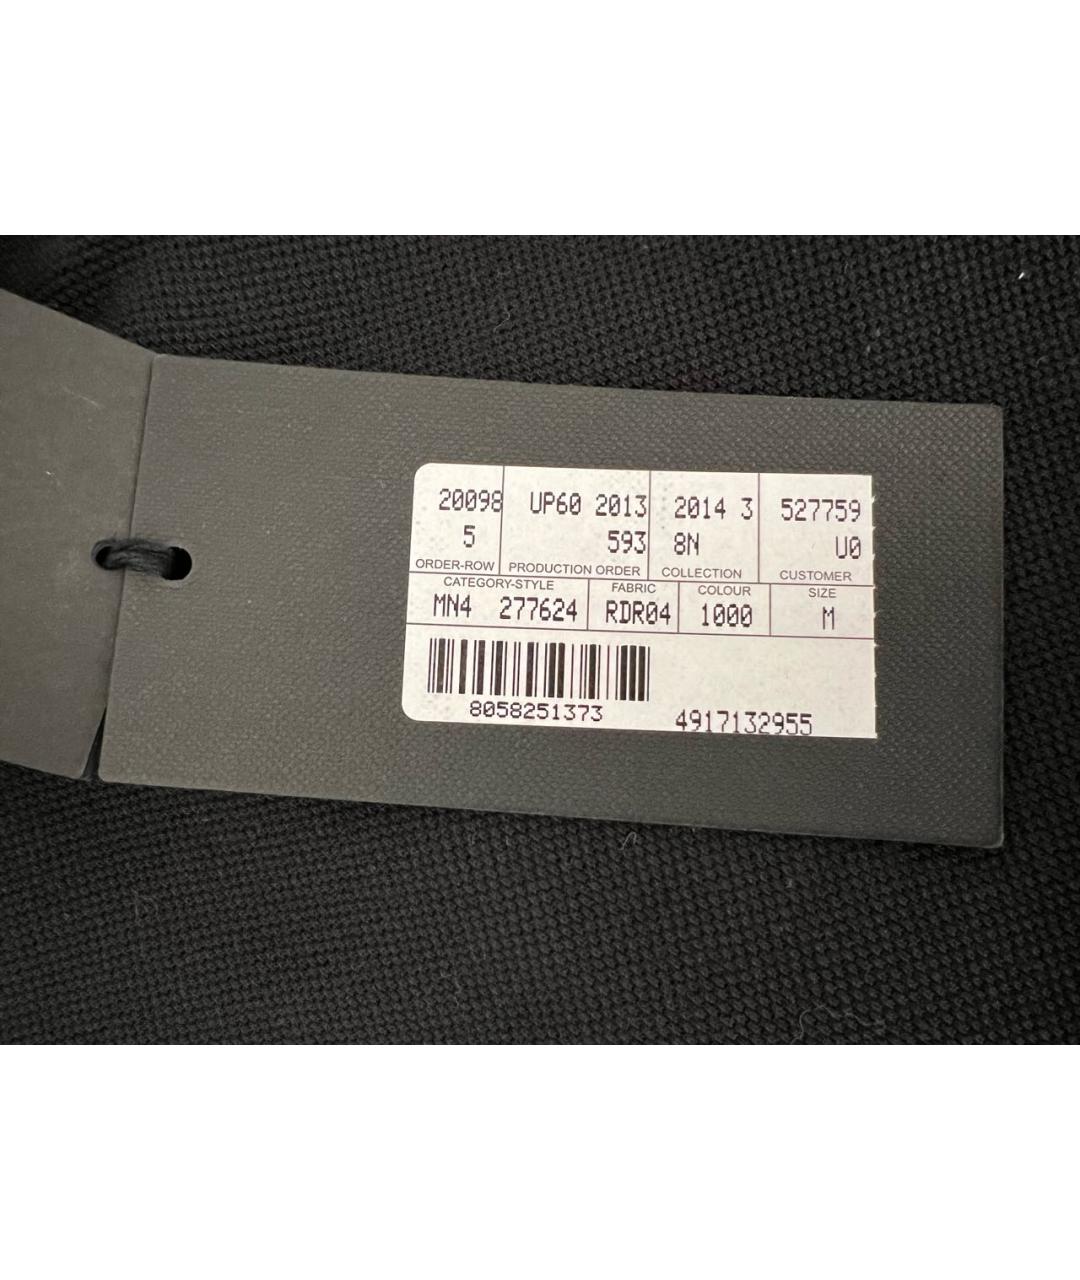 20098 UP60 2013 2014 3 527759
5 593 8N U0
ORDER-ROW PRODUCTION ORDER COLLECTION CUSTOMER
CATEGORY-STYLE FABRIC COLOUR SIZE
MN4 277624 RDR04 1000 M
8058251373 4917132955